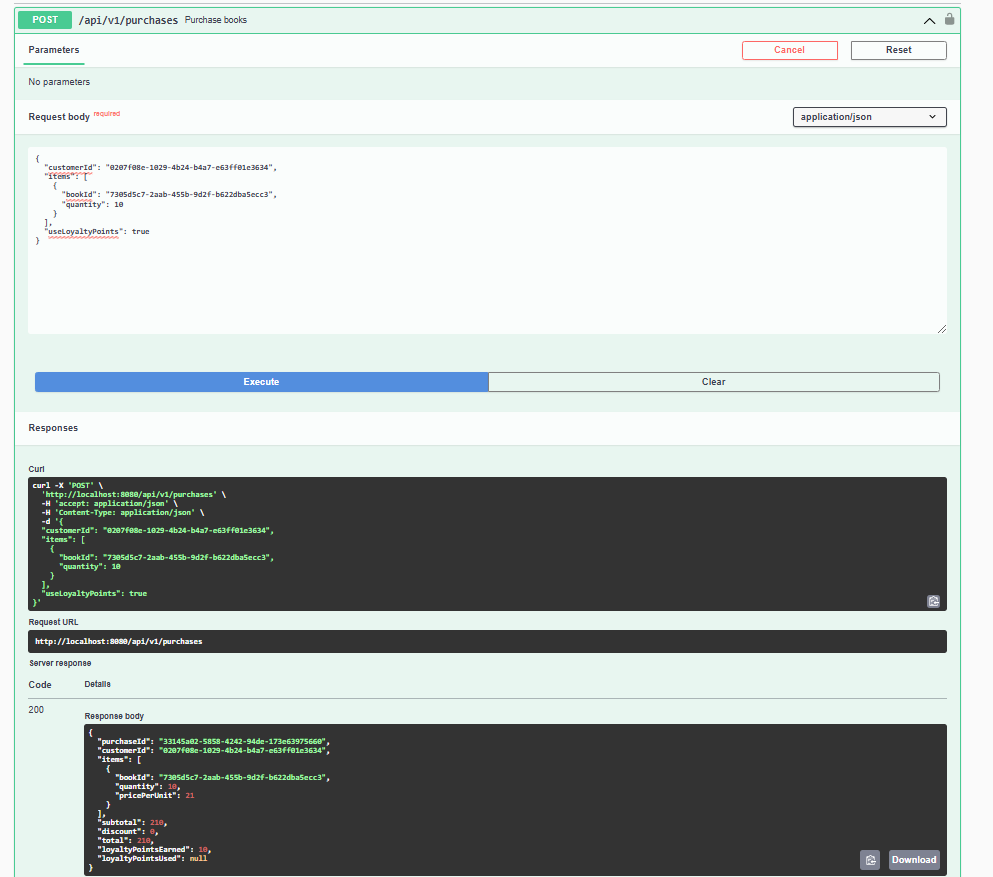 POST /api/v1/purchases Purchase books
Parameters Cancel Reset
No parameters
Request body required application/json
{
"customerId": "0207f08e-1029-4b24-b4a7-e63ff01e3634",
"items": [
{
"bookId": "7305d5c7-2aab-455b-9d2f-b622dba5ecc3",
"quantity": 10
}
],
"useLoyaltyPoints": true
}
Execute Clear
Responses
Curl
curl -X 'POST' \
'http://localhost:8080/api/v1/purchases' \
-H 'accept: application/json' \
-H 'Content-Type: application/json' \
-d '{
"customerId": "0207f08e-1029-4b24-b4a7-e63ff01e3634",
"items": [
{
"bookId": "7305d5c7-2aab-455b-9d2f-b622dba5ecc3",
"quantity": 10
}
],
"useLoyaltyPoints": true
}'
Request URL
http://localhost:8080/api/v1/purchases
Server response
Code Details
200
Response body
{
"purchaseId": "33145a02-5858-4242-94de-173e63975660",
"customerId": "0207f08e-1029-4b24-b4a7-e63ff01e3634",
"items": [
{
"bookId": "7305d5c7-2aab-455b-9d2f-b622dba5ecc3",
"quantity": 10,
"pricePerUnit": 21
}
],
"subtotal": 210,
"discount": 0,
"total": 210,
"loyaltyPointsEarned": 10,
"loyaltyPointsUsed": null
}
Download